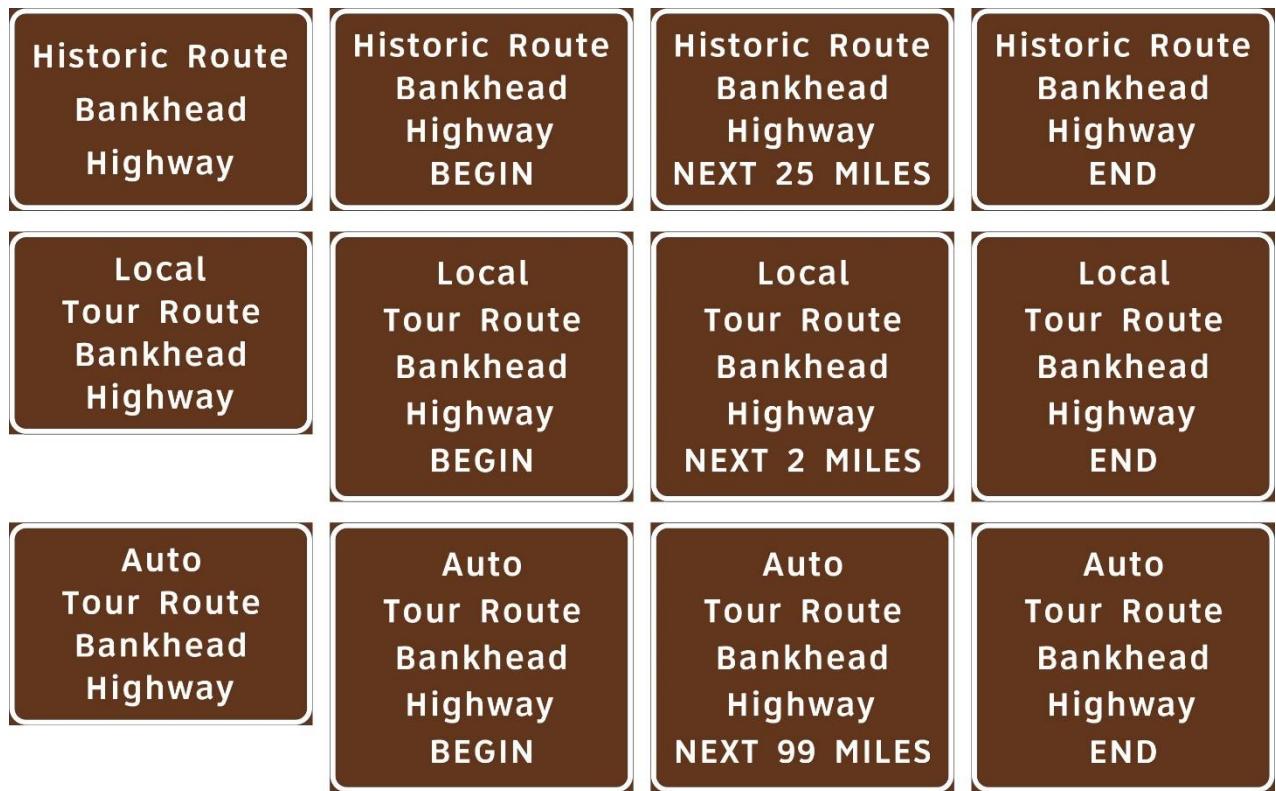 Historic Route
Bankhead
Highway
Historic Route
Bankhead
Highway
BEGIN
Historic Route
Bankhead
Highway
NEXT 25 MILES
Historic Route
Bankhead
Highway
END
Local
Tour Route
Bankhead
Highway
Local
Tour Route
Bankhead
Highway
BEGIN
Local
Tour Route
Bankhead
Highway
NEXT 2 MILES
Local
Tour Route
Bankhead
Highway
END
Auto
Tour Route
Bankhead
Highway
Auto
Tour Route
Bankhead
Highway
BEGIN
Auto
Tour Route
Bankhead
Highway
NEXT 99 MILES
Auto
Tour Route
Bankhead
Highway
END